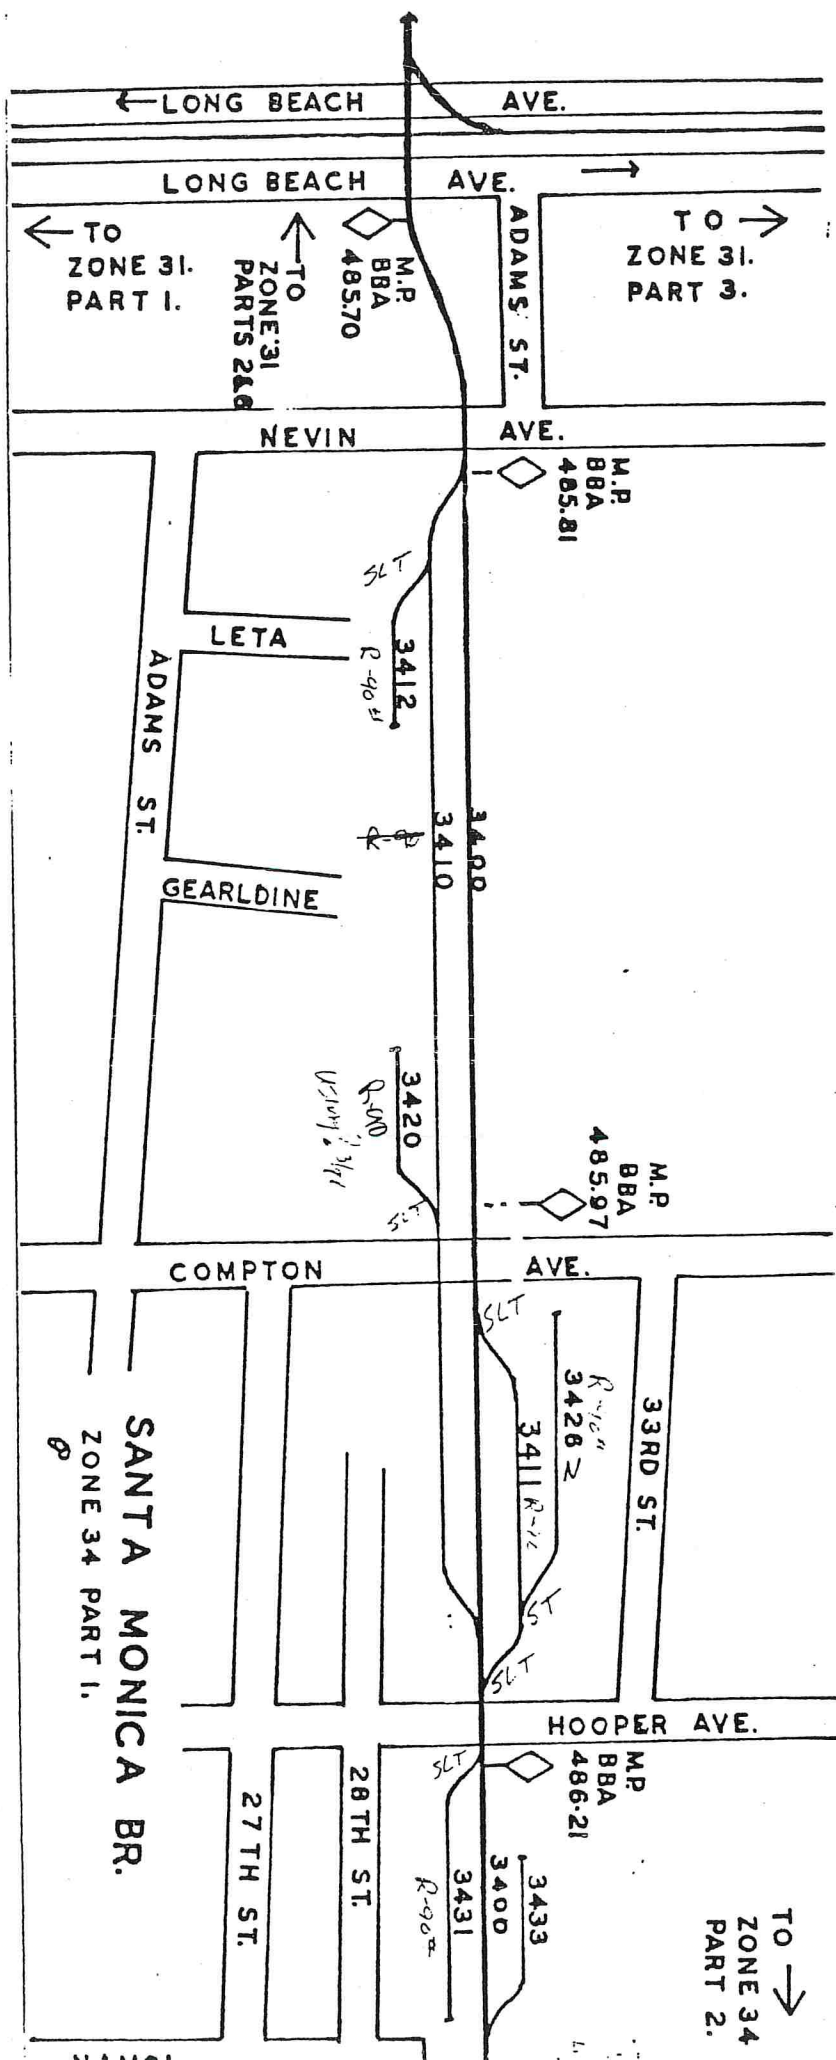 ←LONG BEACH AVE.
LONG BEACH AVE. →
← TO
ZONE 31.
PART 1.
TO →
ZONE 31
PARTS 2&6
M.P.
BBA
485.70
ADAMS ST.
TO →
ZONE 31.
PART 3.
NEVIN AVE.
M.P.
BBA
485.81
SLT
LETA
3412
R-90#
ADAMS ST.
3400
3410
GEARLDINE
3420
M.P.
BBA
485.97
SLT
COMPTON AVE.
SLT
3411
33RD ST.
ST
SLT
SANTA MONICA BR.
ZONE 34 PART 1.
HOOPER AVE.
M.P.
BBA
486.21
SLT
28TH ST.
27TH ST.
3433
3400
3431
R-90#
TO →
ZONE 34
PART 2.